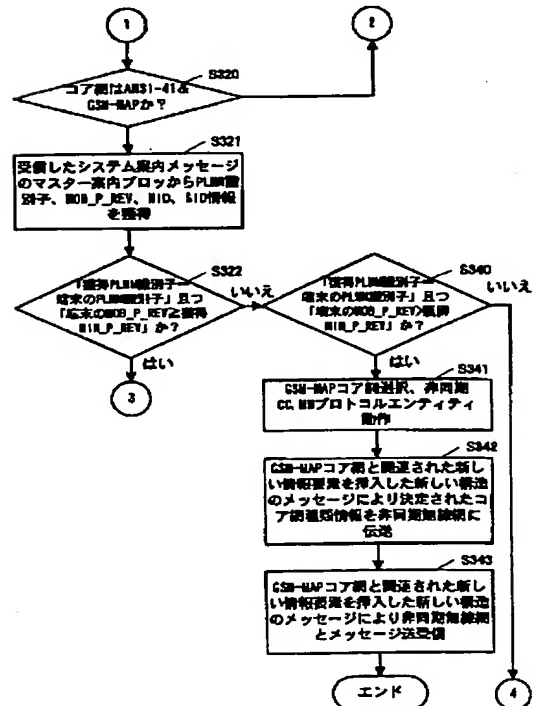 1
2
S320
コア網はANSI-41&
GSM-MAPか？
S321
受信したシステム案内メッセージ
のマスター案内ブロッからPLMN識
別子、MOB_P_REV、NID、SID情報
を獲得
S322
「獲得PLMN識別子＝
端末のPLMN識別子」且つ
「端末のMOB_P_REV≥獲得
MIN_P_REV」か？
いいえ
はい
3
S340
「獲得PLMN識別子
端末のPLMN識別子」且つ
「端末のMOB_P_REV>獲得
MIN_P_REV」か？
いいえ
はい
S341
GSM-MAPコア網選択、非同期
CC,MMプロトコルエンティティ
動作
S342
GSM-MAPコア網と関連された新し
い情報要素を挿入した新しい構造
のメッセージにより決定されたコ
ア網種類情報を非同期無線網に
伝送
S343
GSM-MAPコア網と関連された新し
い情報要素を挿入した新しい構造
のメッセージにより非同期無線網
とメッセージ送受信
エンド
4